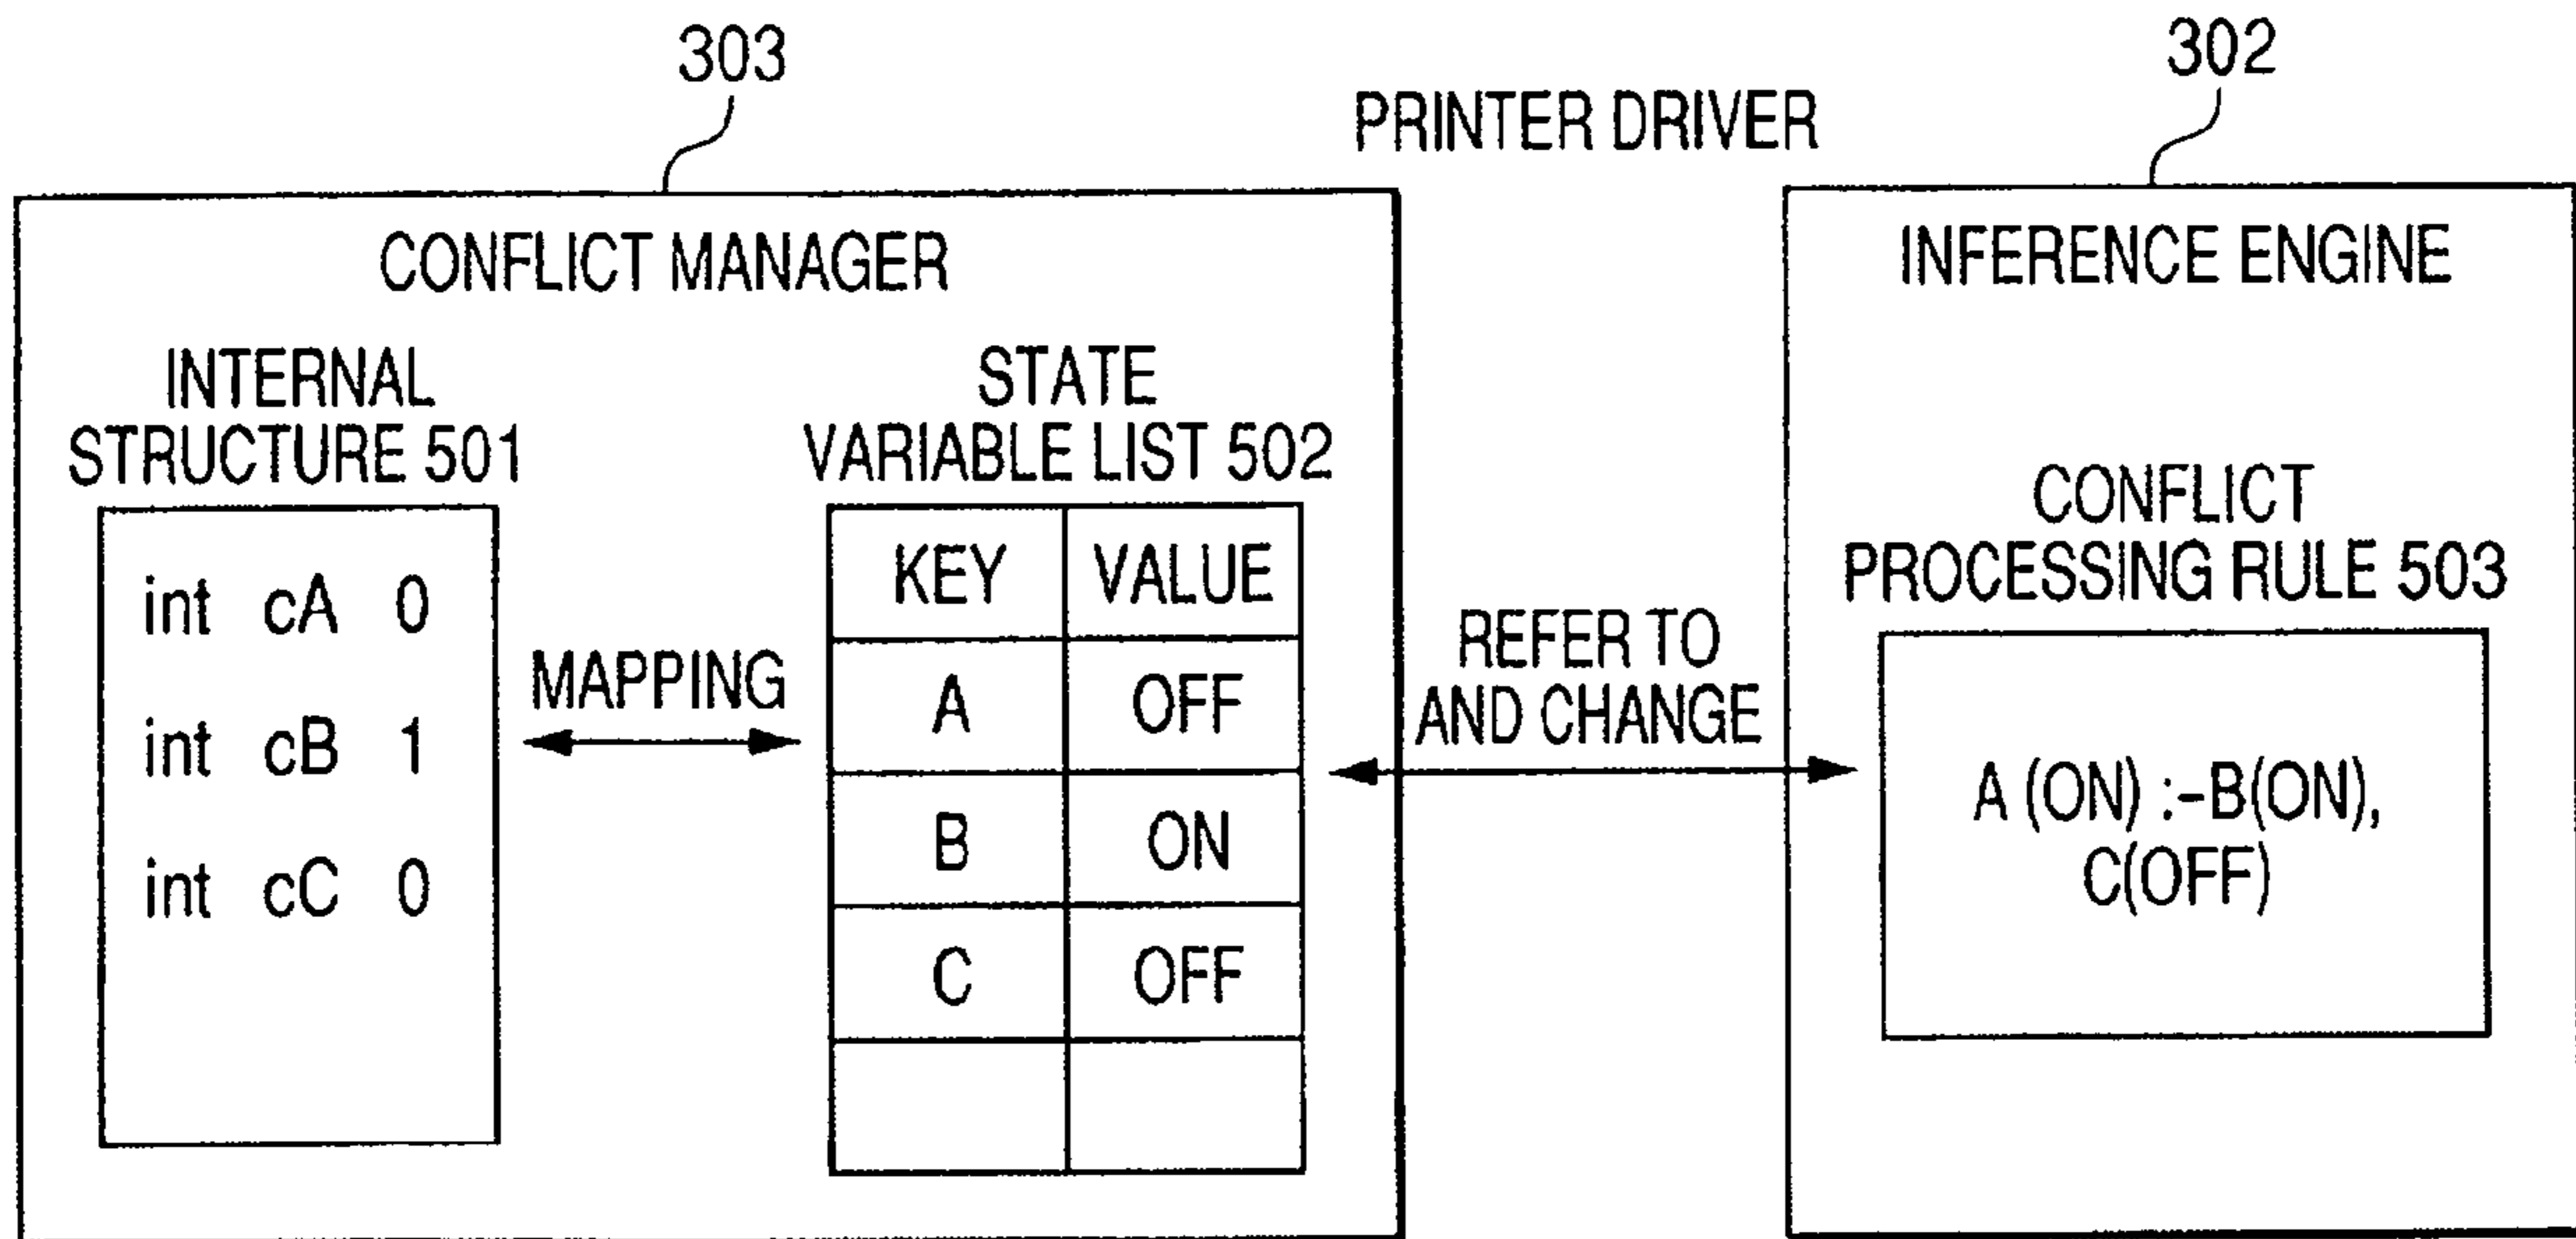 303
302
PRINTER DRIVER
CONFLICT MANAGER
INTERNAL
STRUCTURE 501
int cA 0
int cB 1
int cC 0
MAPPING
STATE
VARIABLE LIST 502
KEY VALUE
A OFF
B ON
C OFF
REFER TO
AND CHANGE
INFERENCE ENGINE
CONFLICT
PROCESSING RULE 503
A (ON) :-B(ON),
C(OFF)